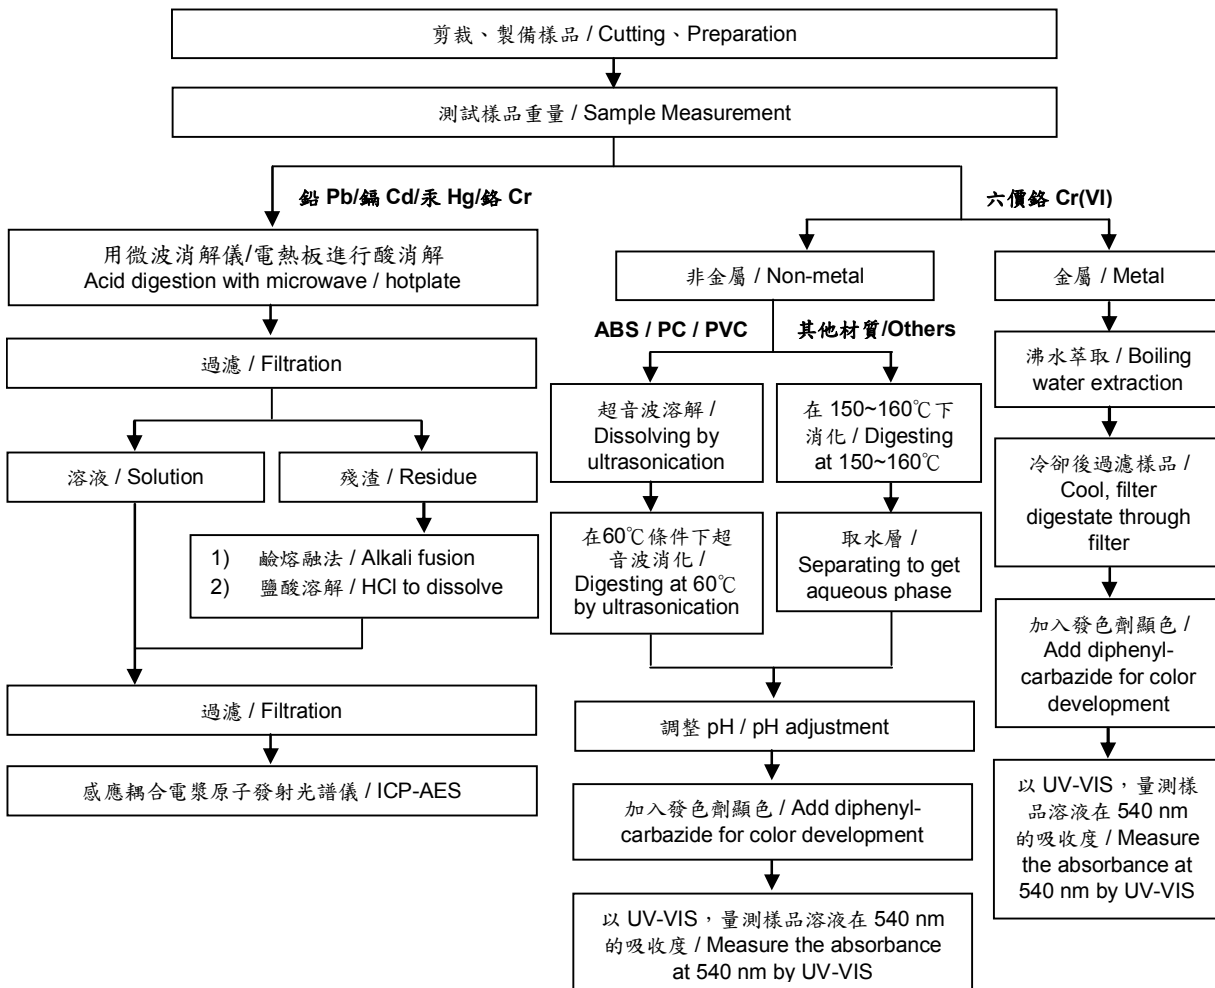 剪裁、製備樣品 / Cutting、Preparation
測試樣品重量 / Sample Measurement
鉛 Pb/鎘 Cd/汞 Hg/鉻 Cr
六價鉻 Cr(VI)
用微波消解儀/電熱板進行酸消解
Acid digestion with microwave / hotplate
過濾 / Filtration
溶液 / Solution
殘渣 / Residue
1) 鹼熔融法 / Alkali fusion
2) 鹽酸溶解 / HCl to dissolve
過濾 / Filtration
感應耦合電漿原子發射光譜儀 / ICP-AES
非金屬 / Non-metal
ABS / PC / PVC
其他材質/Others
超音波溶解 /
Dissolving by
ultrasonication
在60℃條件下超
音波消化 /
Digesting at 60℃
by ultrasonication
在 150~160℃下
消化 / Digesting
at 150~160℃
取水層 /
Separating to get
aqueous phase
調整 pH / pH adjustment
加入發色劑顯色 / Add diphenyl-
carbazide for color development
以 UV-VIS，量測樣品溶液在 540 nm
的吸收度 / Measure the absorbance
at 540 nm by UV-VIS
金屬 / Metal
沸水萃取 / Boiling
water extraction
冷卻後過濾樣品 /
Cool, filter
digestate through
filter
加入發色劑顯色 /
Add diphenyl-
carbazide for color
development
以 UV-VIS，量測樣
品溶液在 540 nm
的吸收度 / Measure
the absorbance at
540 nm by UV-VIS